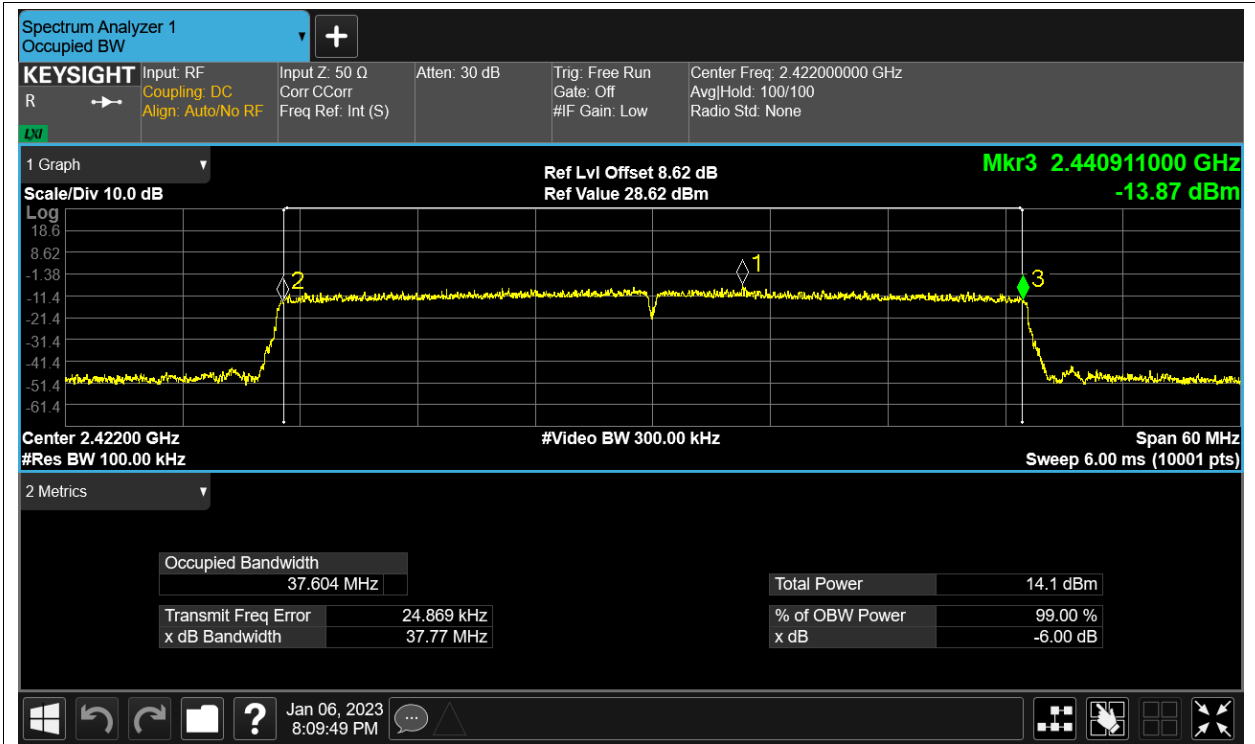 Spectrum Analyzer 1
Occupied BW
KEYSIGHT
R
LXI
Input: RF
Coupling: DC
Align: Auto/No RF
Input Z: 50 Ω
Corr CCorr
Freq Ref: Int (S)
Atten: 30 dB
Trig: Free Run
Gate: Off
#IF Gain: Low
Center Freq: 2.422000000 GHz
Avg|Hold: 100/100
Radio Std: None
1 Graph
Scale/Div 10.0 dB
Ref Lvl Offset 8.62 dB
Ref Value 28.62 dBm
Mkr3 2.440911000 GHz
-13.87 dBm
Log
18.6
8.62
-1.38
-11.4
-21.4
-31.4
-41.4
-51.4
-61.4
2
1
3
Center 2.42200 GHz
#Res BW 100.00 kHz
#Video BW 300.00 kHz
Span 60 MHz
Sweep 6.00 ms (10001 pts)
2 Metrics
Occupied Bandwidth
37.604 MHz
Transmit Freq Error 24.869 kHz
x dB Bandwidth 37.77 MHz
Total Power 14.1 dBm
% of OBW Power 99.00 %
x dB -6.00 dB
Jan 06, 2023
8:09:49 PM